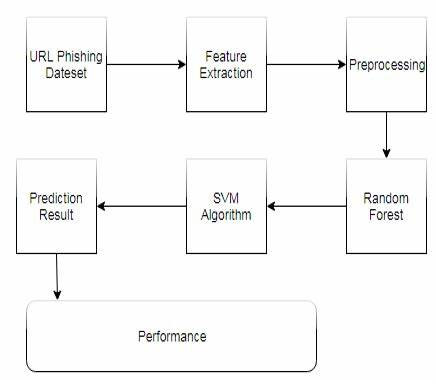 URL Phishing
Dateset
Feature
Extraction
Preprocessing
Random
Forest
SVM
Algorithm
Prediction
Result
Performance